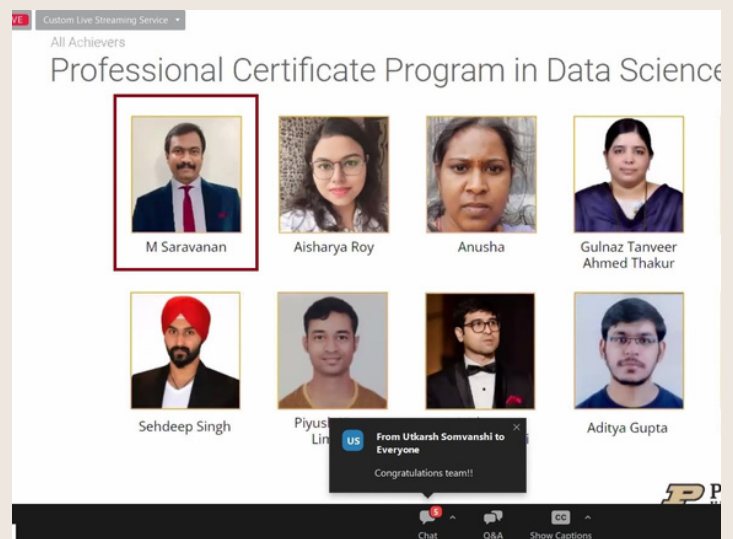 VE Custom Live Streaming Service
All Achievers
Professional Certificate Program in Data Science
M Saravanan
Aisharya Roy
Anusha
Gulnaz Tanveer
Ahmed Thakur
Sehdeep Singh
Aditya Gupta
US
From Utkarsh Somvanshi to
Everyone
Congratulations team!!
P
5
CC
Chat
Q&A
Show Captions